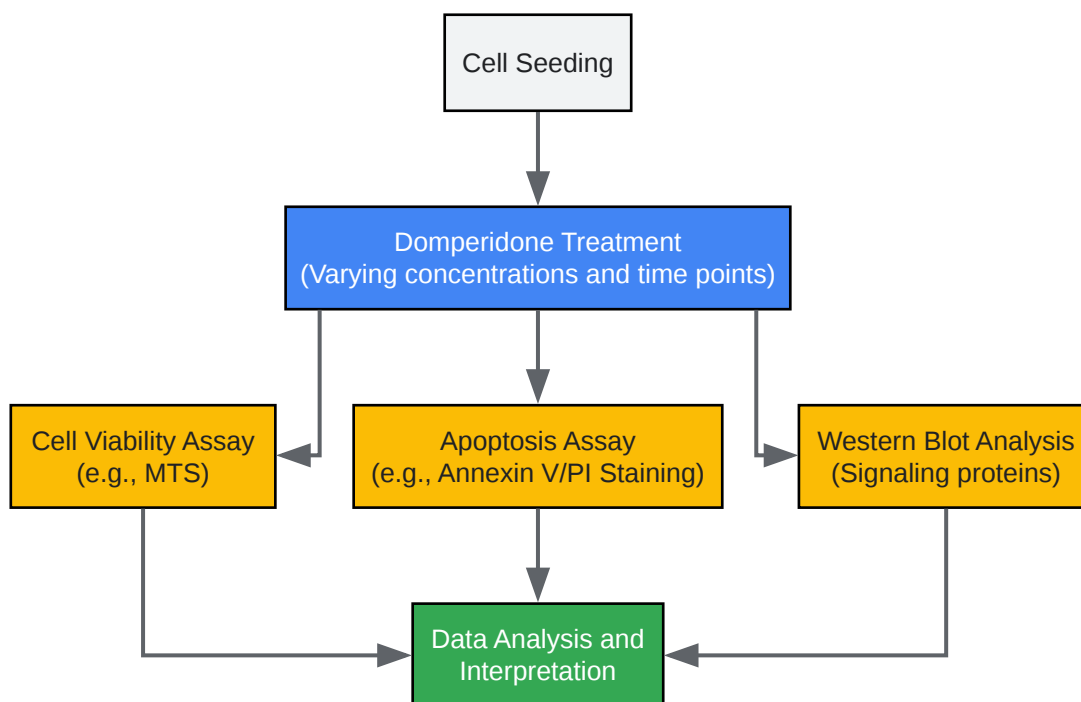 Cell Seeding
Domperidone Treatment
(Varying concentrations and time points)
Cell Viability Assay
(e.g., MTS)
Apoptosis Assay
(e.g., Annexin V/PI Staining)
Western Blot Analysis
(Signaling proteins)
Data Analysis and
Interpretation